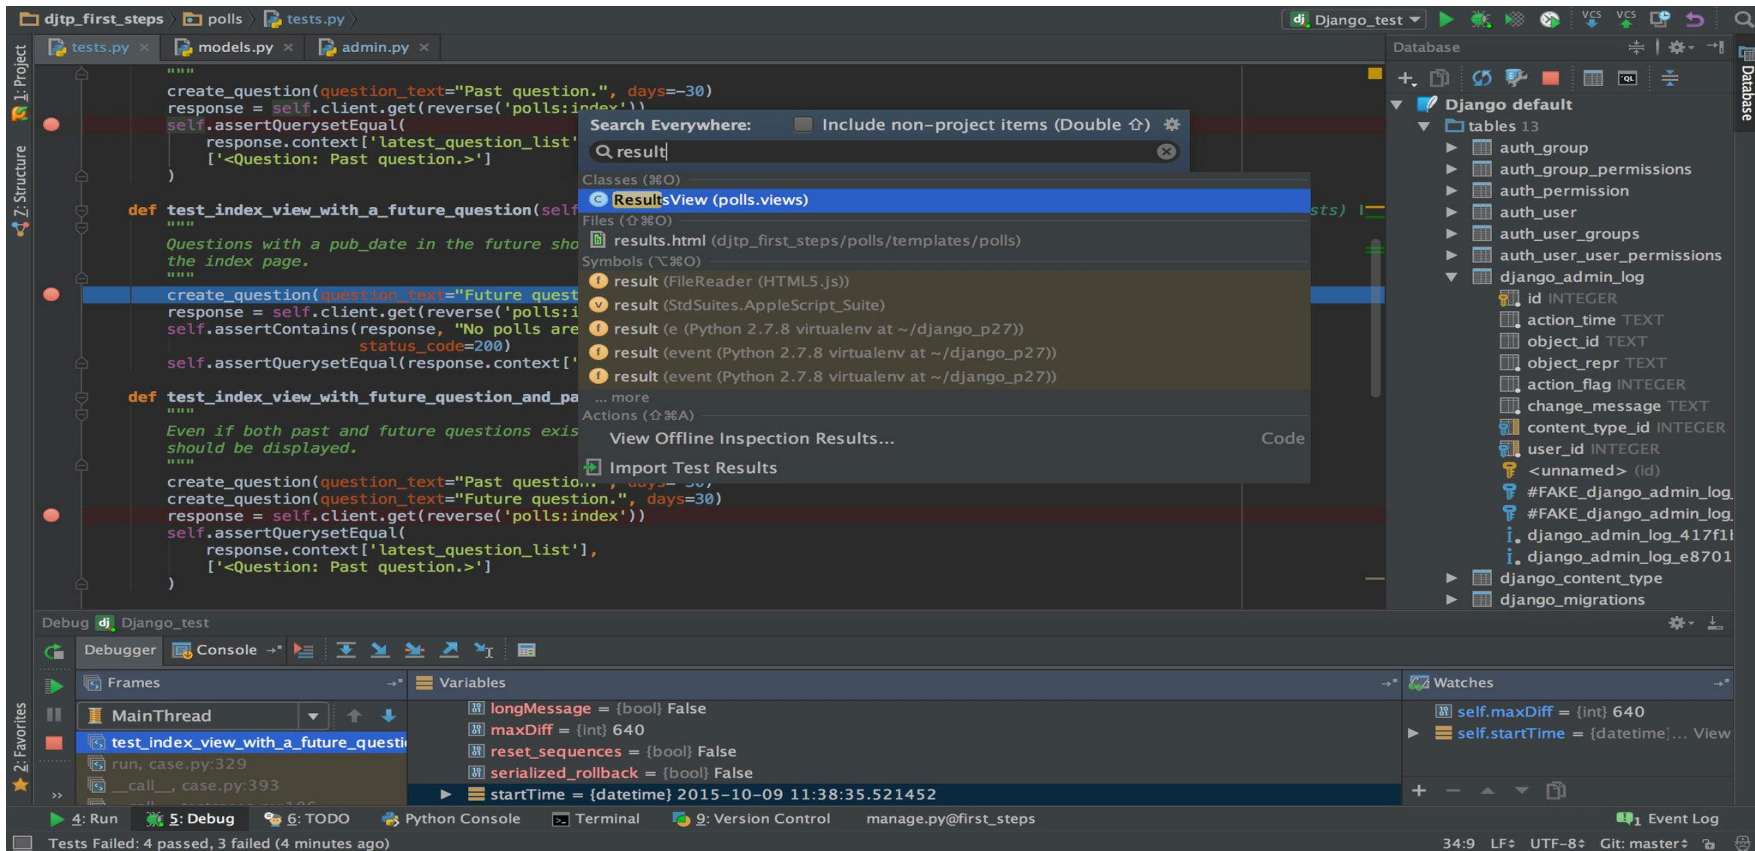 djtp_first_steps polls tests.py
Django_test
VCS VCS
tests.py models.py admin.py
Database
1: Project
Z: Structure
2: Favorites
Database
"""
create_question(question_text="Past question.", days=-30)
response = self.client.get(reverse('polls:index'))
self.assertQuerysetEqual(
response.context['latest_question_list'
['<Question: Past question.>']
)
def test_index_view_with_a_future_question(self
"""
Questions with a pub_date in the future sho
the index page.
"""
create_question(question_text="Future quest
response = self.client.get(reverse('polls:i
self.assertContains(response, "No polls are
status_code=200)
self.assertQuerysetEqual(response.context['
def test_index_view_with_future_question_and_pa
"""
Even if both past and future questions exis
should be displayed.
"""
create_question(question_text="Past question.", days=-30)
create_question(question_text="Future question.", days=30)
response = self.client.get(reverse('polls:index'))
self.assertQuerysetEqual(
response.context['latest_question_list'],
['<Question: Past question.>']
)
sts)
Search Everywhere: Include non-project items (Double ⇧)
result
Classes (⌘O)
ResultsView (polls.views)
Files (⇧⌘O)
results.html (djtp_first_steps/polls/templates/polls)
Symbols (⌥⌘O)
result (FileReader (HTML5.js))
result (StdSuites.AppleScript_Suite)
result (e (Python 2.7.8 virtualenv at ~/django_p27))
result (event (Python 2.7.8 virtualenv at ~/django_p27))
result (event (Python 2.7.8 virtualenv at ~/django_p27))
... more
Actions (⇧⌘A)
View Offline Inspection Results... Code
Import Test Results
Django default
tables 13
auth_group
auth_group_permissions
auth_permission
auth_user
auth_user_groups
auth_user_user_permissions
django_admin_log
id INTEGER
action_time TEXT
object_id TEXT
object_repr TEXT
action_flag INTEGER
change_message TEXT
content_type_id INTEGER
user_id INTEGER
<unnamed> (id)
#FAKE_django_admin_log_
#FAKE_django_admin_log_
django_admin_log_417f1
django_admin_log_e8701
django_content_type
django_migrations
Debug Django_test
Debugger Console
Frames
MainThread
test_index_view_with_a_future_questi
run, case.py:329
__call__, case.py:393
Variables
longMessage = {bool} False
maxDiff = {int} 640
reset_sequences = {bool} False
serialized_rollback = {bool} False
startTime = {datetime} 2015-10-09 11:38:35.521452
Watches
self.maxDiff = {int} 640
self.startTime = {datetime}... View
4: Run 5: Debug 6: TODO Python Console Terminal 9: Version Control manage.py@first_steps 1 Event Log
Tests Failed: 4 passed, 3 failed (4 minutes ago) 34:9 LF UTF-8 Git: master